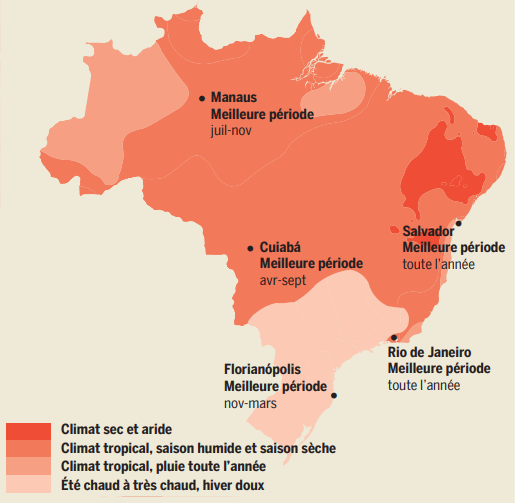 Manaus
Meilleure période
juil-nov
Salvador
Meilleure période
toute l'année
Cuiabá
Meilleure période
avr-sept
Rio de Janeiro
Meilleure période
toute l'année
Florianópolis
Meilleure période
nov-mars
Climat sec et aride
Climat tropical, saison humide et saison sèche
Climat tropical, pluie toute l'année
Été chaud à très chaud, hiver doux